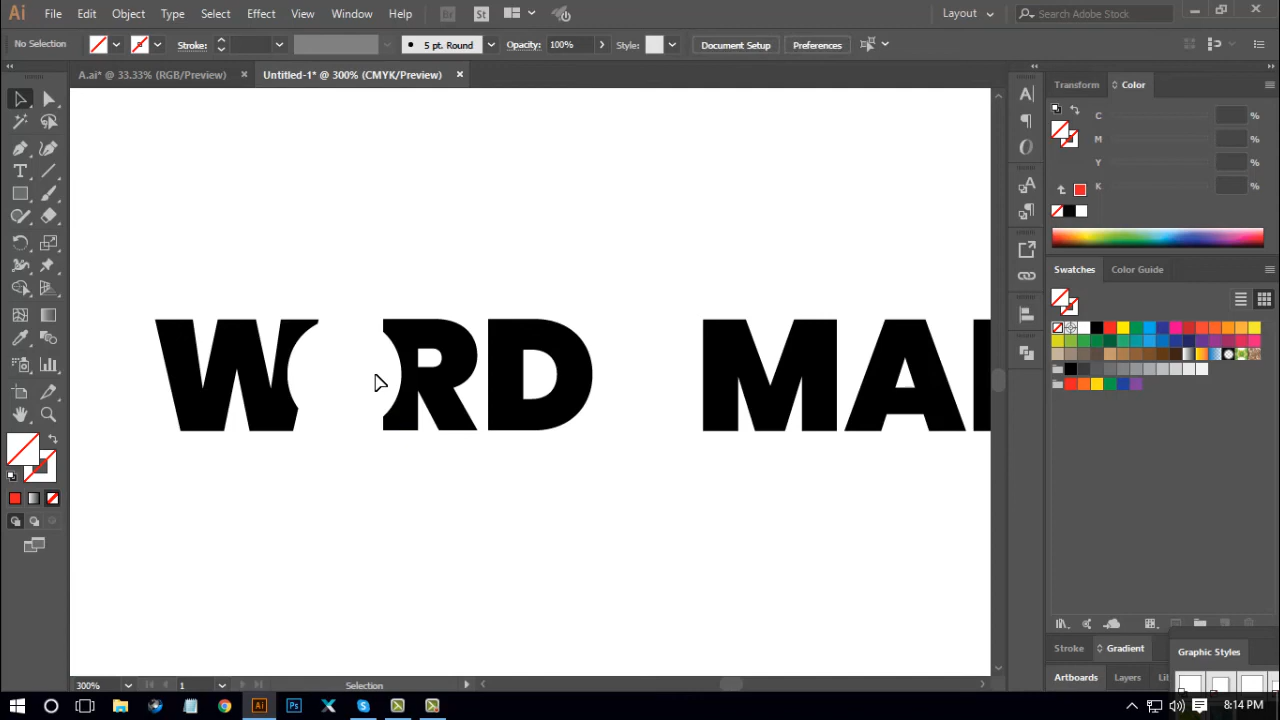 Ai File Edit Object Type Select Effect View Window Help Br St Layout Search Adobe Stock
No Selection Stroke: 5 pt. Round Opacity: 100% Style: Document Setup Preferences
A.ai* @ 33.33% (RGB/Preview) × Untitled-1* @ 300% (CMYK/Preview) ×
Transform Color
C %
M %
Y %
K %
Swatches Color Guide
W RD MA
Stroke Gradient
Graphic Styles
Artboards Layers
300% 1 Selection
8:14 PM